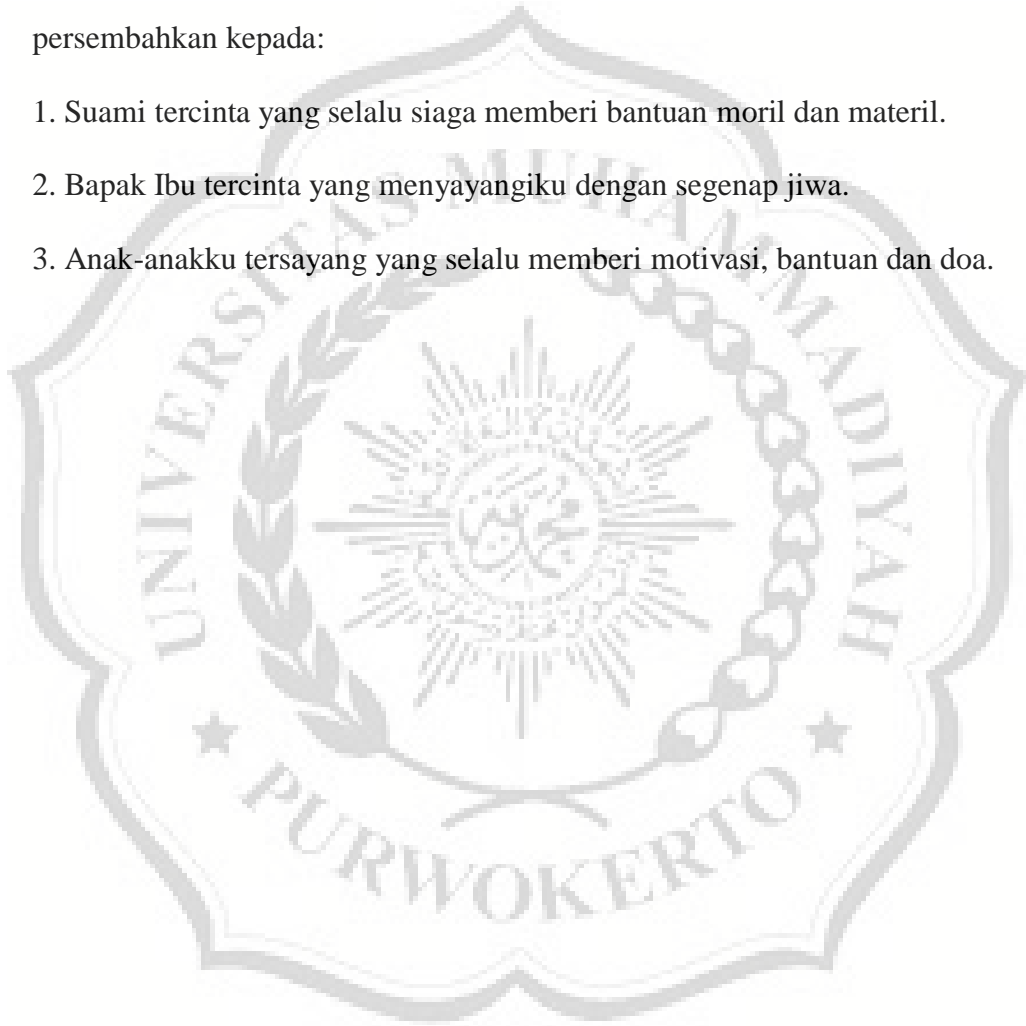 persembahkan kepada:
1. Suami tercinta yang selalu siaga memberi bantuan moril dan materil.
2. Bapak Ibu tercinta yang menyayangiku dengan segenap jiwa.
3. Anak-anakku tersayang yang selalu memberi motivasi, bantuan dan doa.
UNIVERSITAS MUHAMMADIYAH
PURWOKERTO